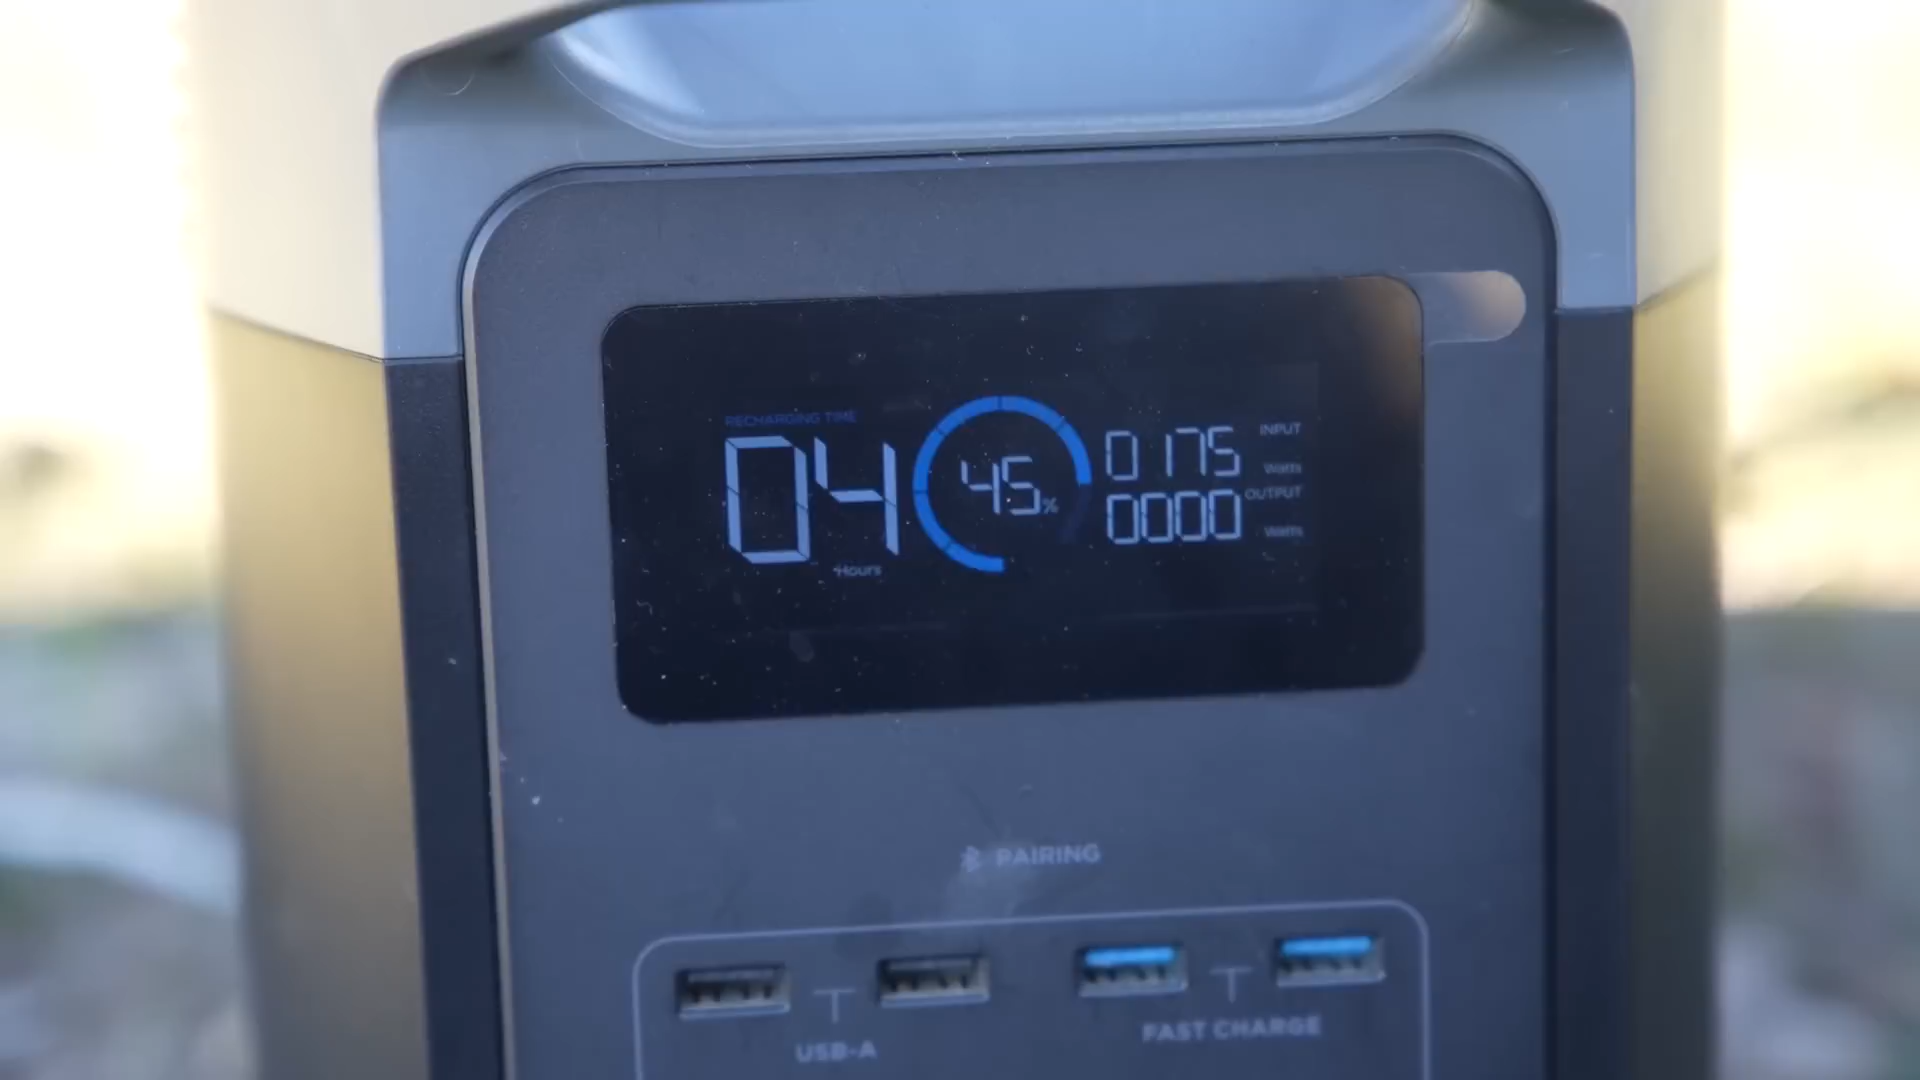 RECHARGING TIME
04
Hours
45%
0175
INPUT
Watts
0000
OUTPUT
Watts
PAIRING
USB-A
FAST CHARGE